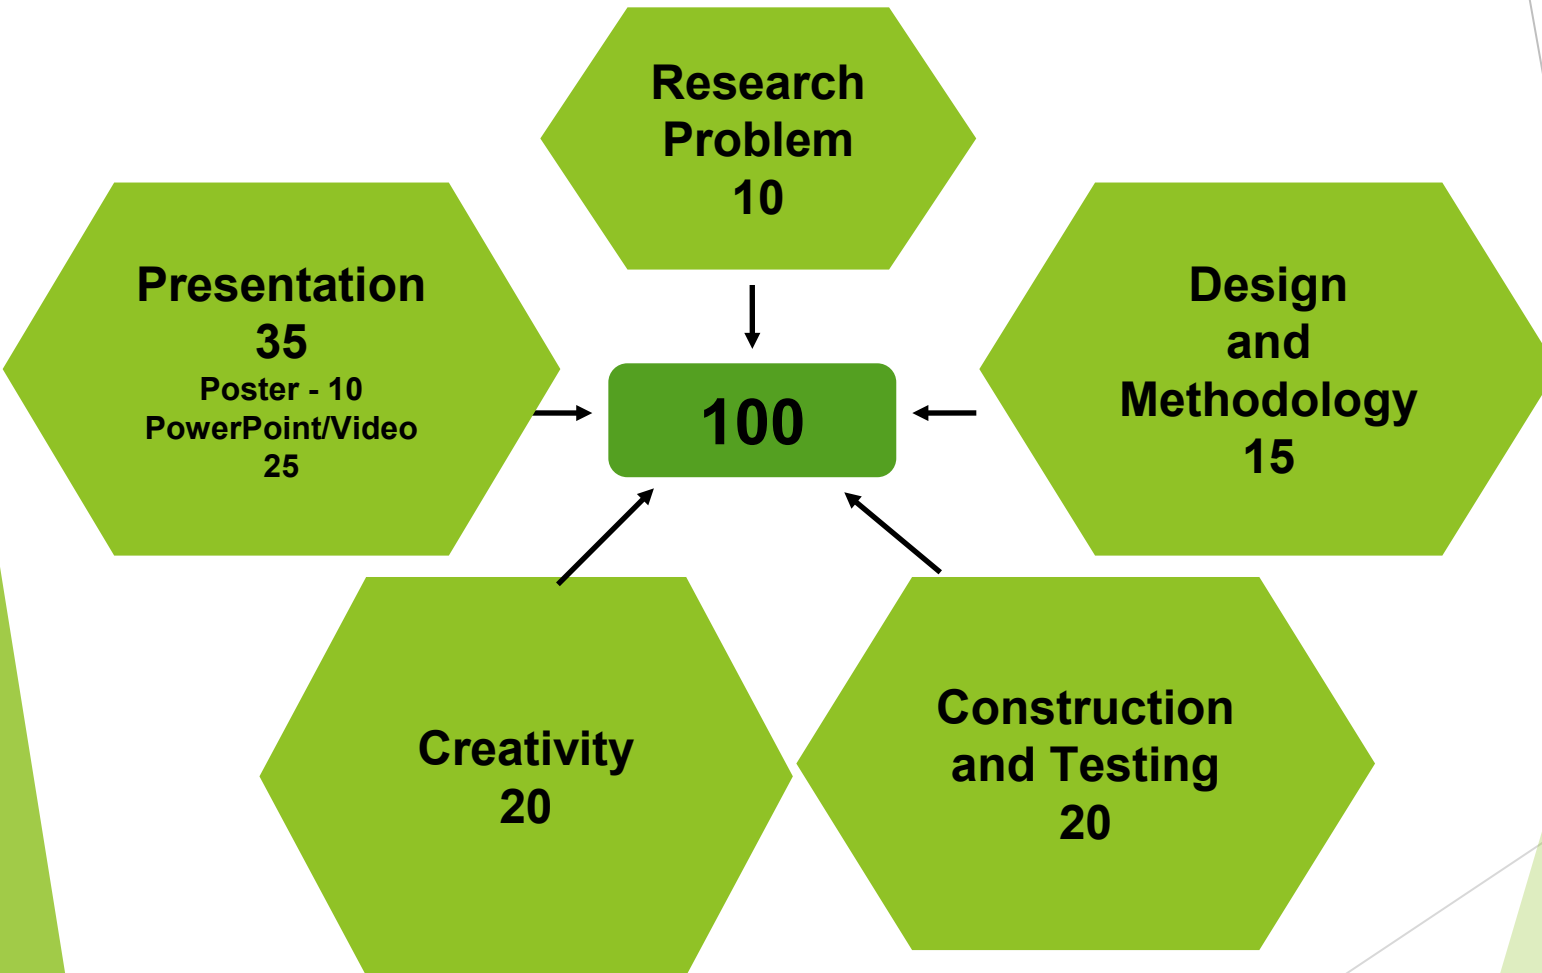 Research
Problem
10
Presentation
35
Poster - 10
PowerPoint/Video
25
100
Design
and
Methodology
15
Creativity
20
Construction
and Testing
20